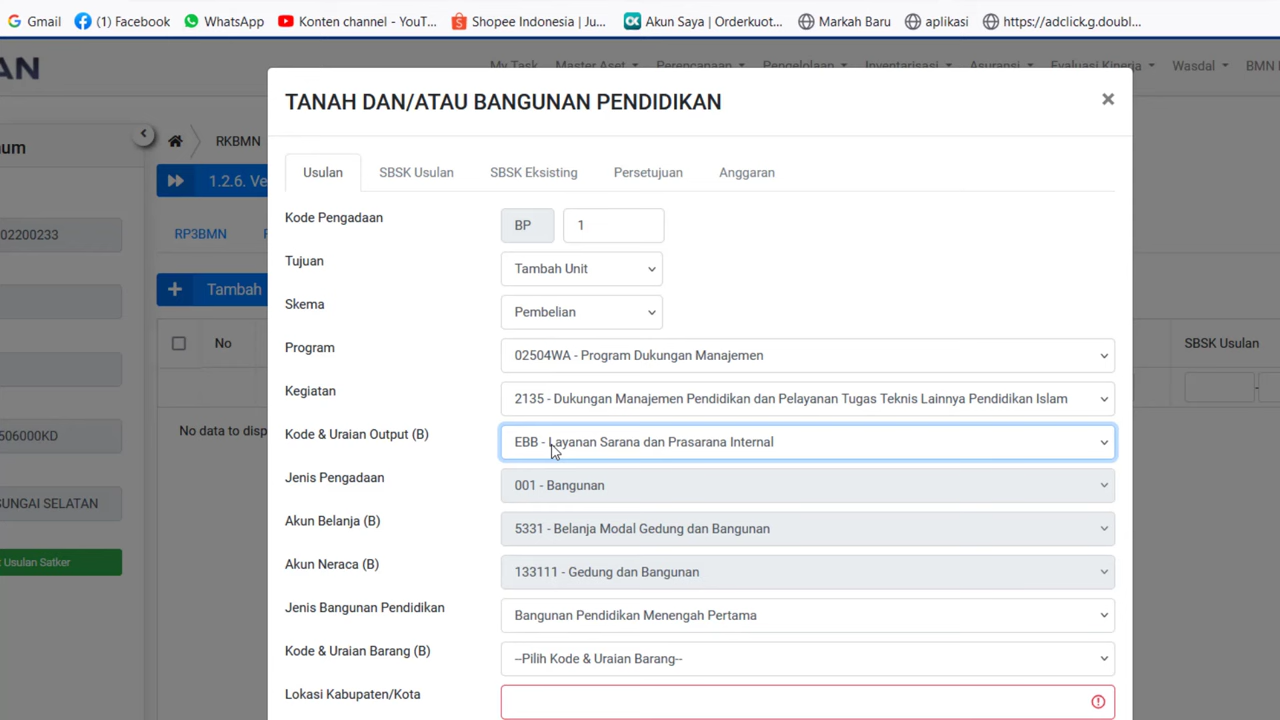 Gmail (1) Facebook WhatsApp Konten channel - YouT... Shopee Indonesia | Ju... Akun Saya | Orderkuot... Markah Baru aplikasi https://adclick.g.doubl...
AN My Task Master Aset Perencanaan Pengelolaan Inventarisasi Asuransi Evaluasi Kinerja Wasdal BMN
TANAH DAN/ATAU BANGUNAN PENDIDIKAN ×
um RKBMN
Usulan SBSK Usulan SBSK Eksisting Persetujuan Anggaran
1.2.6. Ve
Kode Pengadaan BP 1
02200233 RP3BMN
Tujuan Tambah Unit
Tambah
Skema Pembelian
No SBSK Usulan
Program 02504WA - Program Dukungan Manajemen
Kegiatan 2135 - Dukungan Manajemen Pendidikan dan Pelayanan Tugas Teknis Lainnya Pendidikan Islam
506000KD No data to disp
Kode & Uraian Output (B) EBB - Layanan Sarana dan Prasarana Internal
Jenis Pengadaan 001 - Bangunan
UNGAI SELATAN
Akun Belanja (B) 5331 - Belanja Modal Gedung dan Bangunan
Usulan Satker
Akun Neraca (B) 133111 - Gedung dan Bangunan
Jenis Bangunan Pendidikan Bangunan Pendidikan Menengah Pertama
Kode & Uraian Barang (B) --Pilih Kode & Uraian Barang--
Lokasi Kabupaten/Kota